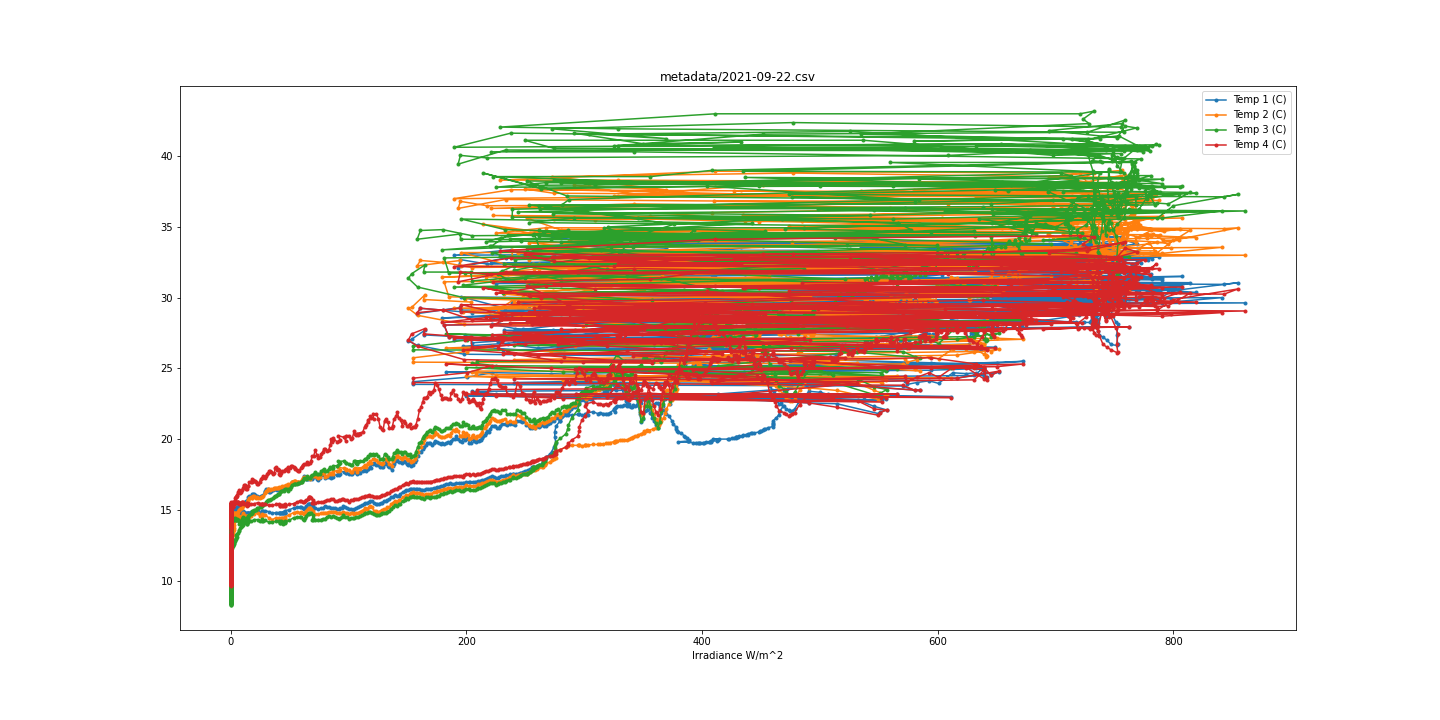 metadata/2021-09-22.csv
Temp 1 (C)
Temp 2 (C)
Temp 3 (C)
Temp 4 (C)
40
35
30
25
20
15
10
0 200 400 600 800
Irradiance W/m^2